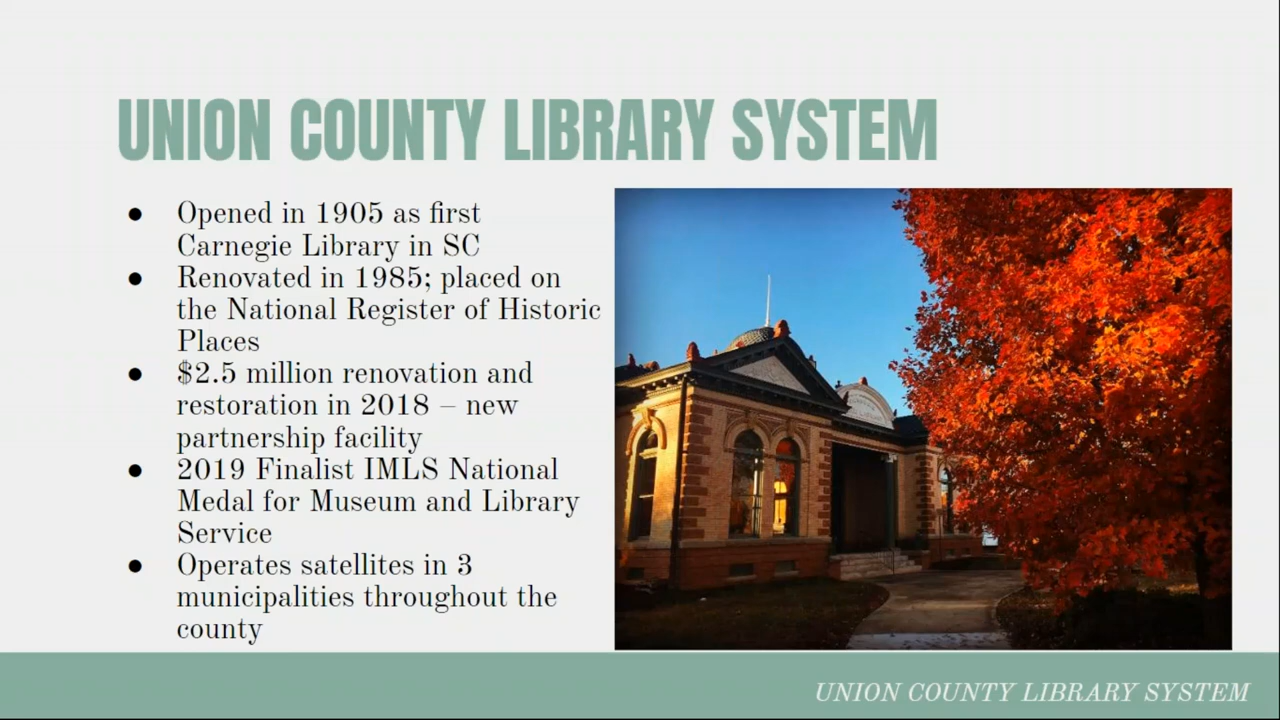 UNION COUNTY LIBRARY SYSTEM
● Opened in 1905 as first
Carnegie Library in SC
● Renovated in 1985; placed on
the National Register of Historic
Places
● $2.5 million renovation and
restoration in 2018 – new
partnership facility
● 2019 Finalist IMLS National
Medal for Museum and Library
Service
● Operates satellites in 3
municipalities throughout the
county
UNION COUNTY LIBRARY SYSTEM